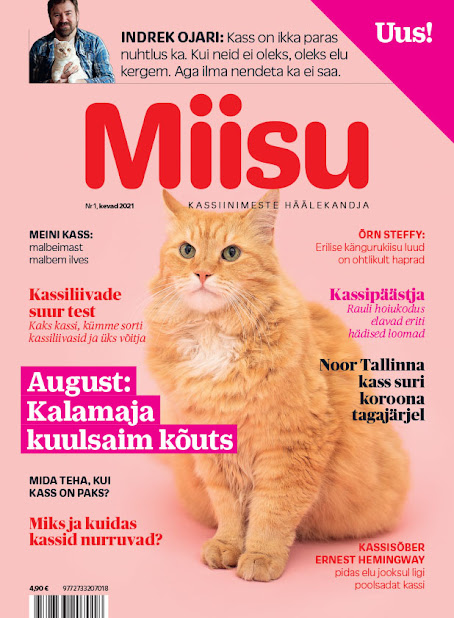 INDREK OJARI: Kass on ikka paras
nuhtlus ka. Kui neid ei oleks, oleks elu
kergem. Aga ilma nendeta ka ei saa.
Uus!
Miisu
Nr 1, kevad 2021
KASSIINIMESTE HÄÄLEKANDJA
MEINI KASS:
malbeimast
malbem ilves
ÕRN STEFFY:
Erilise kängurukiisu luud
on ohtlikult haprad
Kassiliivade
suur test
Kaks kassi, kümme sorti
kassiliivasid ja üks võitja
Kassipäästja
Rauli hoiukodus
elavad eriti
hädised loomad
Noor Tallinna
kass suri
koroona
tagajärjel
August:
Kalamaja
kuulsaim kõuts
MIDA TEHA, KUI
KASS ON PAKS?
Miks ja kuidas
kassid nurruvad?
KASSISÕBER
ERNEST HEMINGWAY
pidas elu jooksul ligi
poolsadat kassi
4,90 €
9772733207018